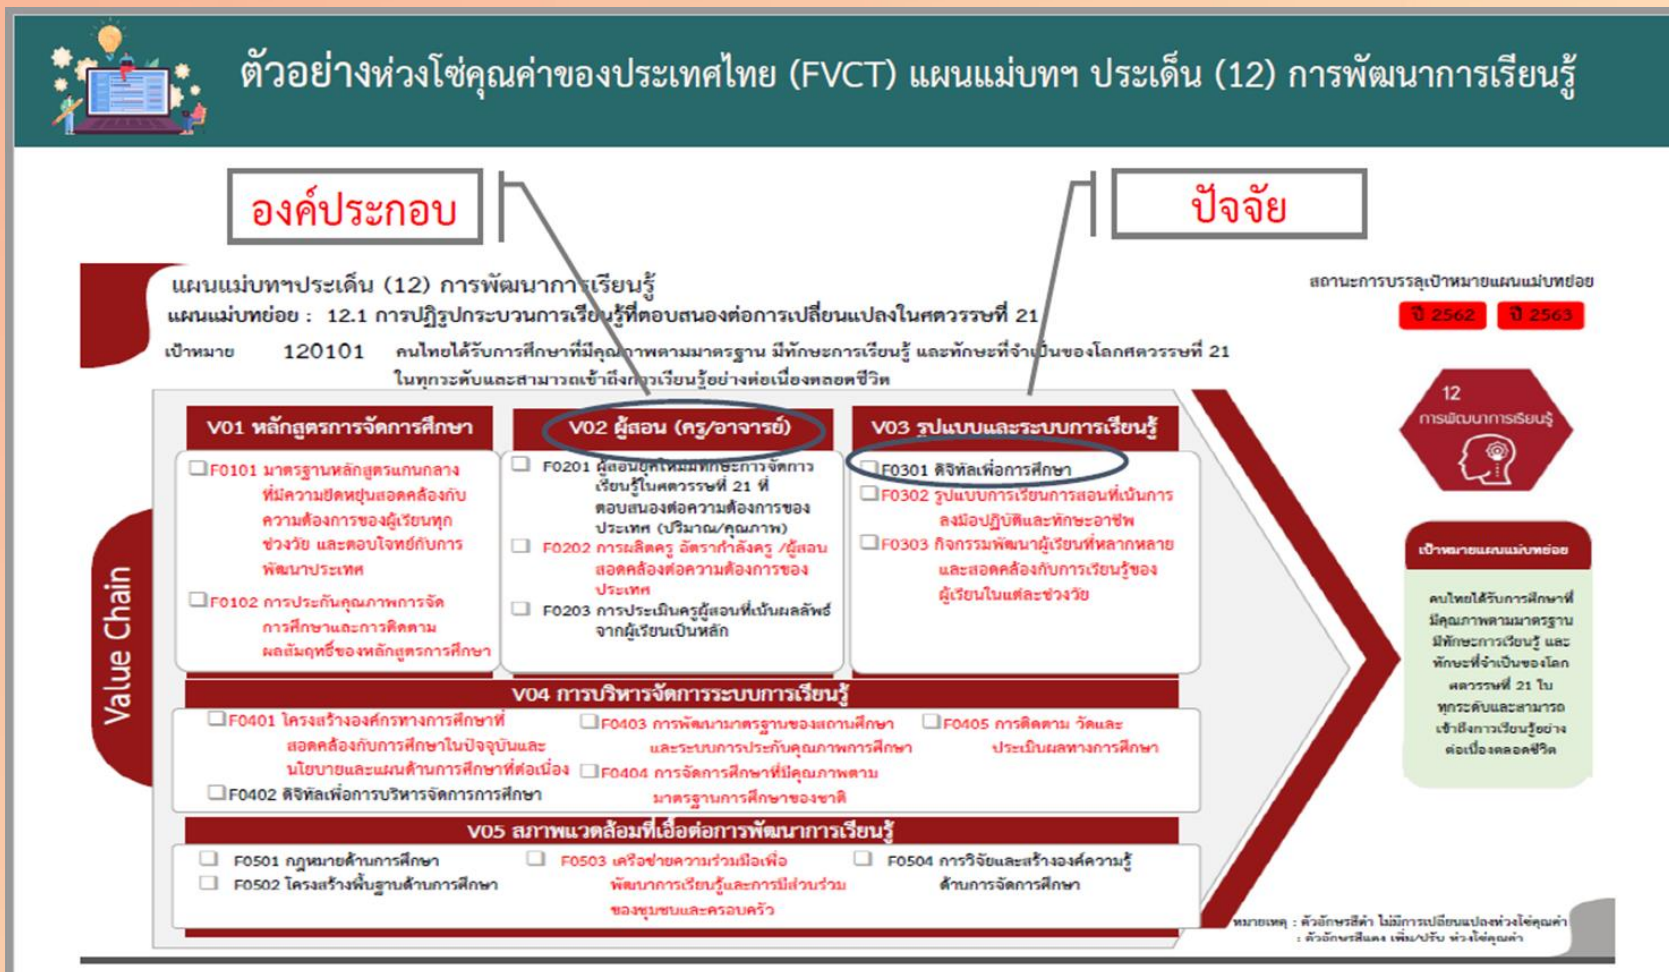 ตัวอย่างห่วงโซ่คุณค่าของประเทศไทย (FVCT) แผนแม่บทฯ ประเด็น (12) การพัฒนาการเรียนรู้
องค์ประกอบ
ปัจจัย
แผนแม่บทฯประเด็น (12) การพัฒนาการเรียนรู้
แผนแม่บทย่อย : 12.1 การปฏิรูปกระบวนการเรียนรู้ที่ตอบสนองต่อการเปลี่ยนแปลงในศตวรรษที่ 21
เป้าหมาย 120101 คนไทยได้รับการศึกษาที่มีคุณภาพตามมาตรฐาน มีทักษะการเรียนรู้ และทักษะที่จำเป็นของโลกศตวรรษที่ 21
ในทุกระดับและสามารถเข้าถึงการเรียนรู้อย่างต่อเนื่องตลอดชีวิต
สถานะการบรรลุเป้าหมายแผนแม่บทย่อย
ปี 2562 ปี 2563
Value Chain
V01 หลักสูตรการจัดการศึกษา
F0101 มาตรฐานหลักสูตรแกนกลาง
ที่มีความยืดหยุ่นสอดคล้องกับ
ความต้องการของผู้เรียนทุก
ช่วงวัย และตอบโจทย์กับการ
พัฒนาประเทศ
F0102 การประกันคุณภาพการจัด
การศึกษาและการติดตาม
ผลสัมฤทธิ์ของหลักสูตรการศึกษา
V02 ผู้สอน (ครู/อาจารย์)
F0201 ผู้สอนยุคใหม่มีทักษะการจัดการ
เรียนรู้ในศตวรรษที่ 21 ที่
ตอบสนองต่อความต้องการของ
ประเทศ (ปริมาณ/คุณภาพ)
F0202 การผลิตครู อัตรากำลังครู /ผู้สอน
สอดคล้องต่อความต้องการของ
ประเทศ
F0203 การประเมินครูผู้สอนที่เน้นผลลัพธ์
จากผู้เรียนเป็นหลัก
V03 รูปแบบและระบบการเรียนรู้
F0301 ดิจิทัลเพื่อการศึกษา
F0302 รูปแบบการเรียนการสอนที่เน้นการ
ลงมือปฏิบัติและทักษะอาชีพ
F0303 กิจกรรมพัฒนาผู้เรียนที่หลากหลาย
และสอดคล้องกับการเรียนรู้ของ
ผู้เรียนในแต่ละช่วงวัย
V04 การบริหารจัดการระบบการเรียนรู้
F0401 โครงสร้างองค์กรทางการศึกษาที่
สอดคล้องกับการศึกษาในปัจจุบันและ
นโยบายและแผนด้านการศึกษาที่ต่อเนื่อง
F0402 ดิจิทัลเพื่อการบริหารจัดการการศึกษา
F0403 การพัฒนามาตรฐานของสถานศึกษา
และระบบการประกันคุณภาพการศึกษา
F0404 การจัดการศึกษาที่มีคุณภาพตาม
มาตรฐานการศึกษาของชาติ
F0405 การติดตาม วัดและ
ประเมินผลทางการศึกษา
V05 สภาพแวดล้อมที่เอื้อต่อการพัฒนาการเรียนรู้
F0501 กฎหมายด้านการศึกษา
F0502 โครงสร้างพื้นฐานด้านการศึกษา
F0503 เครือข่ายความร่วมมือเพื่อ
พัฒนาการเรียนรู้และการมีส่วนร่วม
ของชุมชนและครอบครัว
F0504 การวิจัยและสร้างองค์ความรู้
ด้านการจัดการศึกษา
12
การพัฒนาการเรียนรู้
เป้าหมายแผนแม่บทย่อย
คนไทยได้รับการศึกษาที่
มีคุณภาพตามมาตรฐาน
มีทักษะการเรียนรู้ และ
ทักษะที่จำเป็นของโลก
ศตวรรษที่ 21 ใน
ทุกระดับและสามารถ
เข้าถึงการเรียนรู้อย่าง
ต่อเนื่องตลอดชีวิต
หมายเหตุ : ตัวอักษรสีดำ ไม่มีการเปลี่ยนแปลงห่วงโซ่คุณค่า
: ตัวอักษรสีแดง เพิ่ม/ปรับ ห่วงโซ่คุณค่า